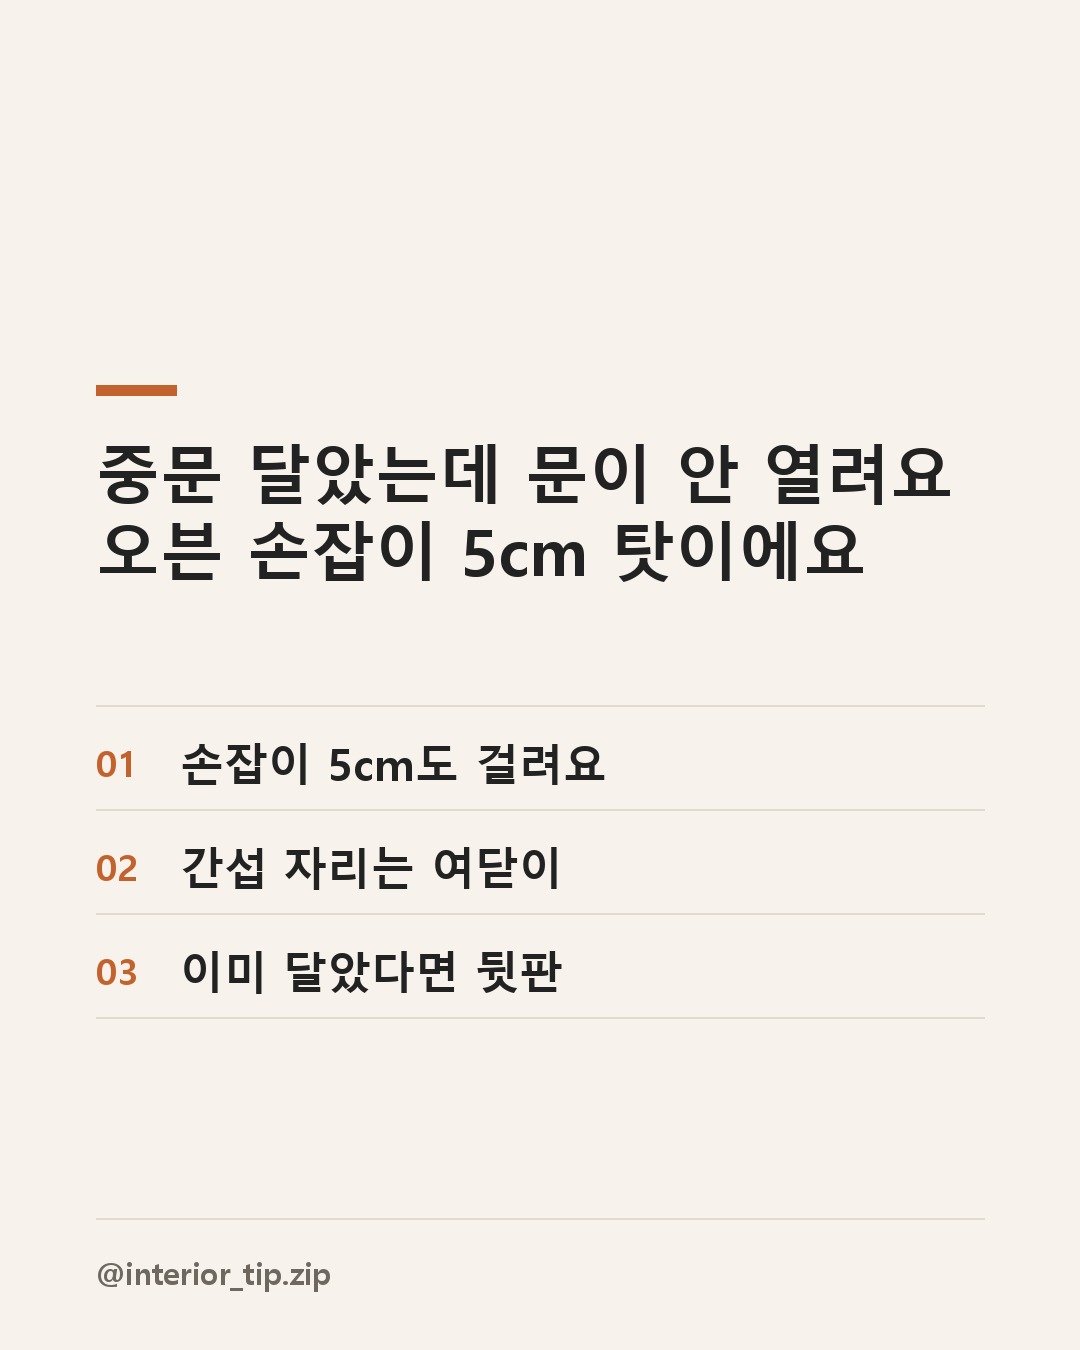 중문 달았는데 문이 안 열려요
오븐 손잡이 5cm 탓이에요
01 손잡이 5cm도 걸려요
02 간섭 자리는 여닫이
03 이미 달았다면 뒷판
@interior_tip.zip